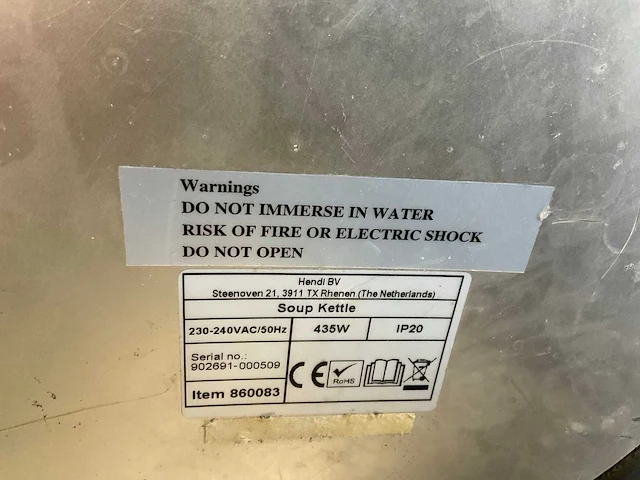 Warnings
DO NOT IMMERSE IN WATER
RISK OF FIRE OR ELECTRIC SHOCK
DO NOT OPEN
Hendi BV
Steenoven 21, 3911 TX Rhenen (The Netherlands)
Soup Kettle
230-240VAC/50Hz 435W IP20
Serial no.:
902691-000509
CE RoHS
Item 860083